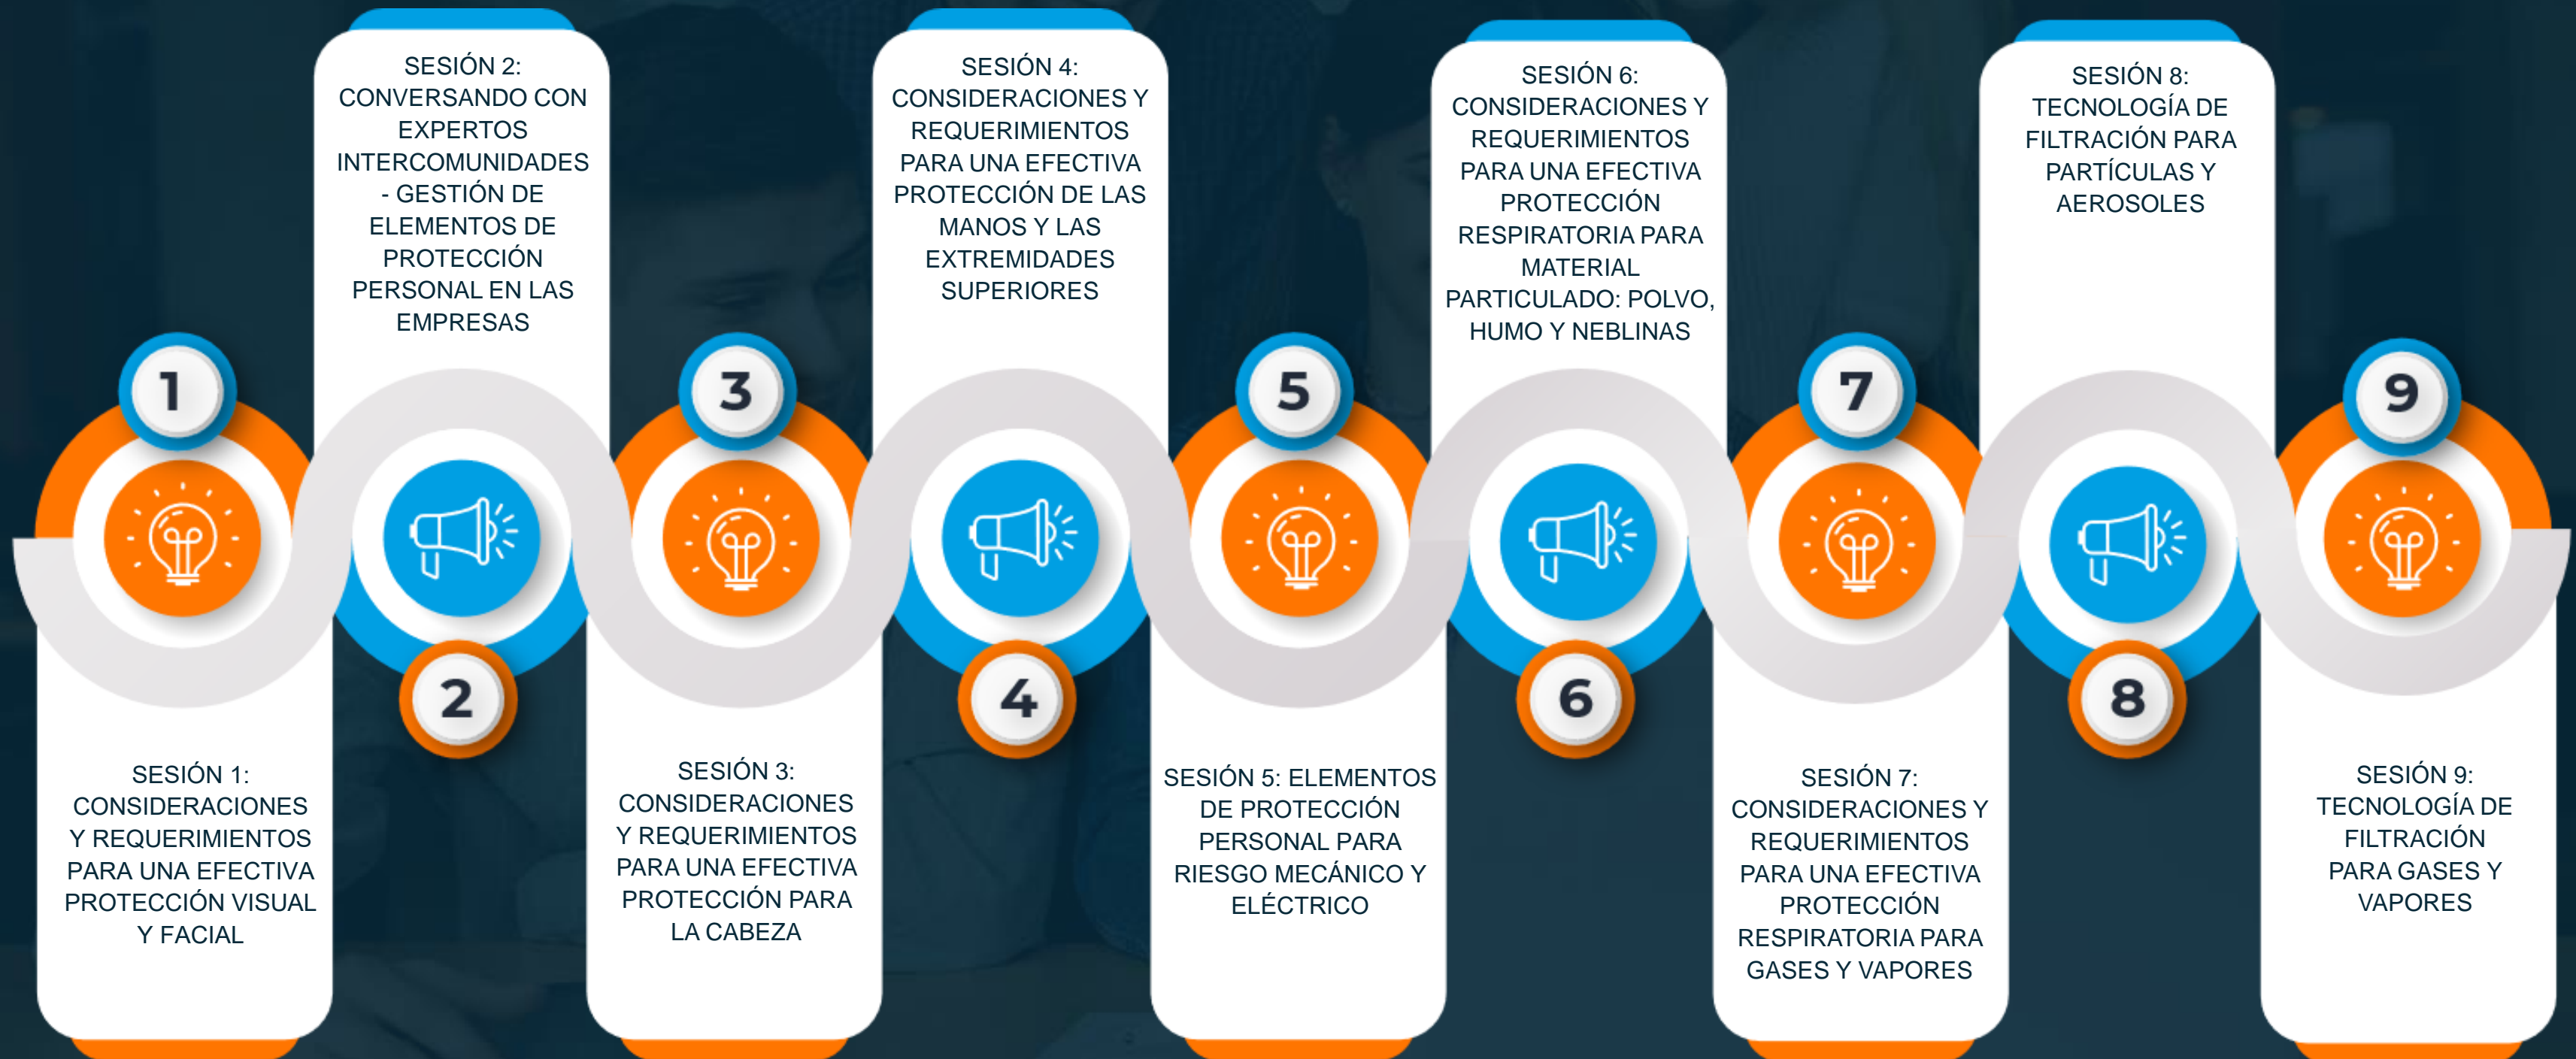 SESIÓN 2:
CONVERSANDO CON
EXPERTOS
INTERCOMUNIDADES
- GESTIÓN DE
ELEMENTOS DE
PROTECCIÓN
PERSONAL EN LAS
EMPRESAS
SESIÓN 4:
CONSIDERACIONES Y
REQUERIMIENTOS
PARA UNA EFECTIVA
PROTECCIÓN DE LAS
MANOS Y LAS
EXTREMIDADES
SUPERIORES
SESIÓN 6:
CONSIDERACIONES Y
REQUERIMIENTOS
PARA UNA EFECTIVA
PROTECCIÓN
RESPIRATORIA PARA
MATERIAL
PARTICULADO: POLVO,
HUMO Y NEBLINAS
SESIÓN 8:
TECNOLOGÍA DE
FILTRACIÓN PARA
PARTÍCULAS Y
AEROSOLES
1
3
5
7
9
2
4
6
8
SESIÓN 1:
CONSIDERACIONES
Y REQUERIMIENTOS
PARA UNA EFECTIVA
PROTECCIÓN VISUAL
Y FACIAL
SESIÓN 3:
CONSIDERACIONES
Y REQUERIMIENTOS
PARA UNA EFECTIVA
PROTECCIÓN PARA
LA CABEZA
SESIÓN 5: ELEMENTOS
DE PROTECCIÓN
PERSONAL PARA
RIESGO MECÁNICO Y
ELÉCTRICO
SESIÓN 7:
CONSIDERACIONES Y
REQUERIMIENTOS
PARA UNA EFECTIVA
PROTECCIÓN
RESPIRATORIA PARA
GASES Y VAPORES
SESIÓN 9:
TECNOLOGÍA DE
FILTRACIÓN
PARA GASES Y
VAPORES